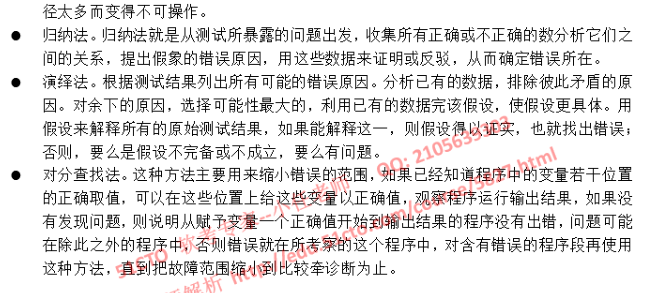 径太多而变得不可操作。
● 归纳法。归纳法就是从测试所暴露的问题出发，收集所有正确或不正确的数分析它们之
间的关系，提出假象的错误原因，用这些数据来证明或反驳，从而确定错误所在。
● 演绎法。根据测试结果列出所有可能的错误原因。分析已有的数据，排除彼此矛盾的原
因。对余下的原因，选择可能性最大的，利用已有的数据完该假设，使假设更具体。用
假设来解释所有的原始测试结果，如果能解释这一，则假设得以证实，也就找出错误；
否则，要么是假设不完备或不成立，要么有问题。
● 对分查找法。这种方法主要用来缩小错误的范围，如果已经知道程序中的变量若干位置
的正确取值，可以在这些位置上给这些变量以正确值，观察程序运行输出结果，如果没
有发现问题，则说明从赋予变量一个正确值开始到输出结果的程序没有出错，问题可能
在除此之外的程序中，否则错误就在所考察的这个程序中，对含有错误的程序段再使用
这种方法，直到把故障范围缩小到比较牵诊断为止。
QQ: 2105635303
51CTO
解析 http://edu.51cto.com/course/5837.html